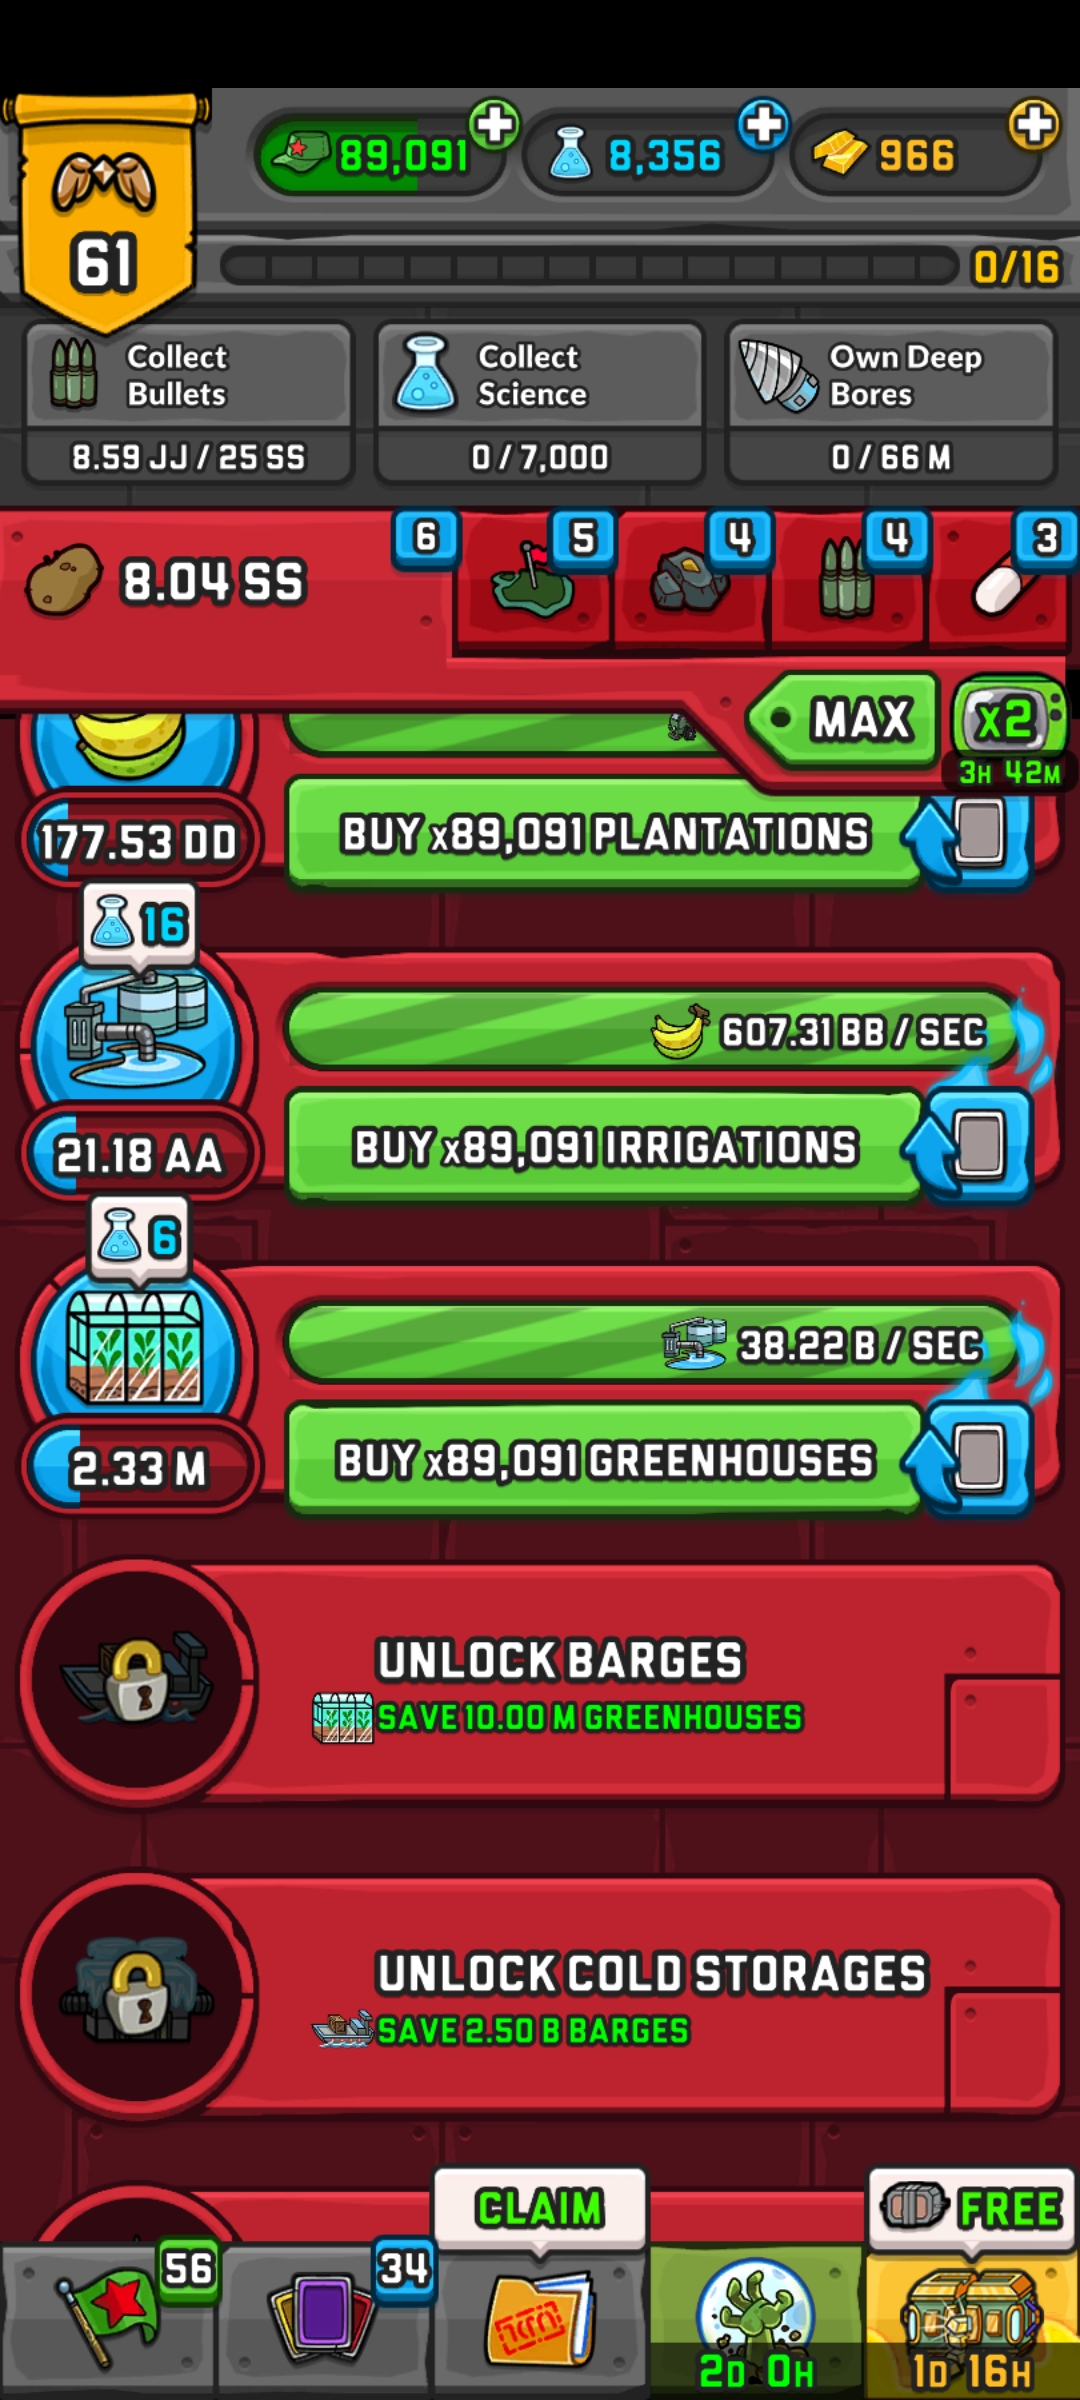 89,091
8,356
966
61
0/16
Collect
Bullets
8.59 JJ / 25 SS
Collect
Science
0 / 7,000
Own Deep
Bores
0 / 66 M
8.04 SS
6
5
4
4
3
MAX
x2
3H 42M
177.53 DD
BUY x89,091 PLANTATIONS
16
607.31 BB / SEC
21.18 AA
BUY x89,091 IRRIGATIONS
6
38.22 B / SEC
2.33 M
BUY x89,091 GREENHOUSES
UNLOCK BARGES
SAVE 10.00 M GREENHOUSES
UNLOCK COLD STORAGES
SAVE 2.50 B BARGES
CLAIM
FREE
56
34
2D 0H
1D 16H